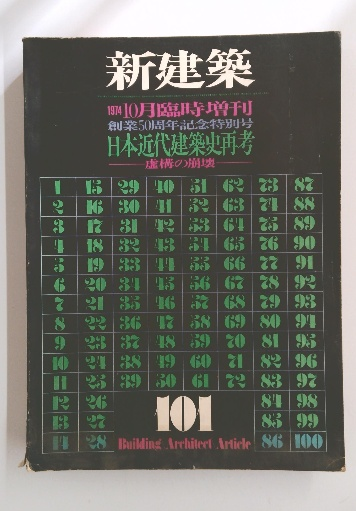 新建築
1974 10月臨時増刊
創業50周年記念特別号
日本近代建築史再考
虚構の崩壊
1 15 29 40 51 62 73 87
2 16 30 41 52 63 74 88
3 17 31 42 53 64 75 89
4 18 32 43 54 65 76 90
5 19 33 44 55 66 77 91
6 20 34 45 56 67 78 92
7 21 35 46 57 68 79 93
8 22 36 47 58 69 80 94
9 23 37 48 59 70 81 95
10 24 38 49 60 71 82 96
11 25 39 50 61 72 83 97
12 26 84 98
13 27 85 99
14 28 86 100
101
Building Architect Article